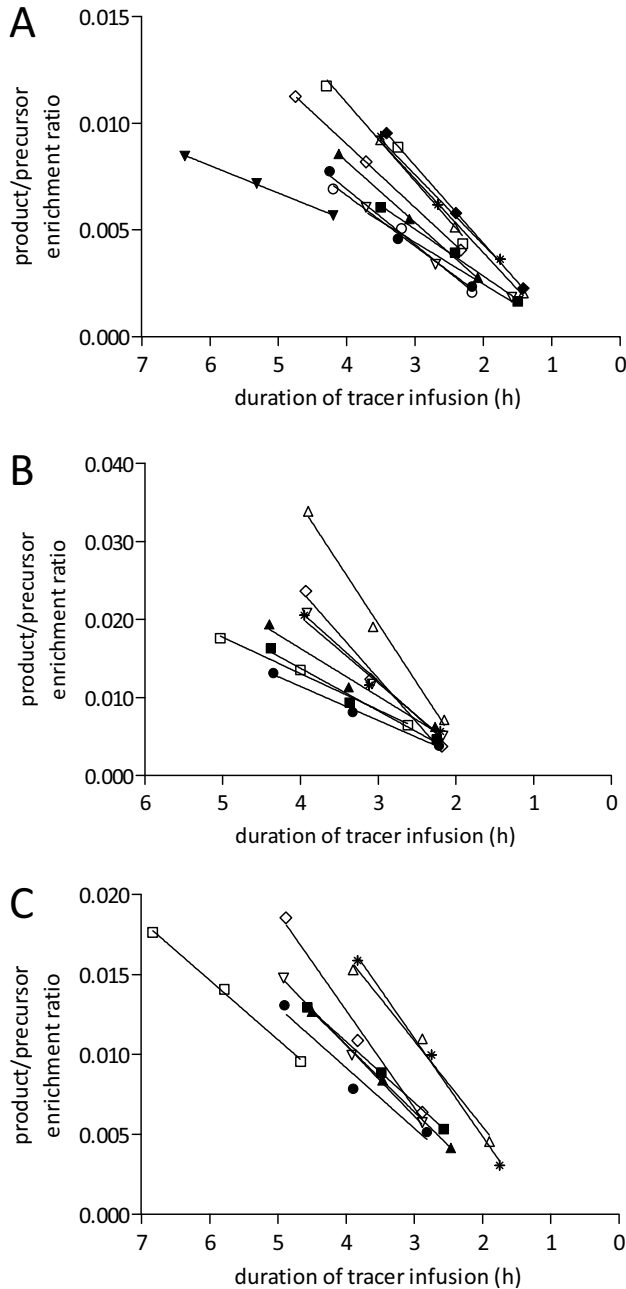 A
product/precursor
enrichment ratio
0.015
0.010
0.005
0.000
7 6 5 4 3 2 1 0
duration of tracer infusion (h)
B
product/precursor
enrichment ratio
0.040
0.030
0.020
0.010
0.000
6 5 4 3 2 1 0
duration of tracer infusion (h)
C
product/precursor
enrichment ratio
0.020
0.015
0.010
0.005
0.000
7 6 5 4 3 2 1 0
duration of tracer infusion (h)